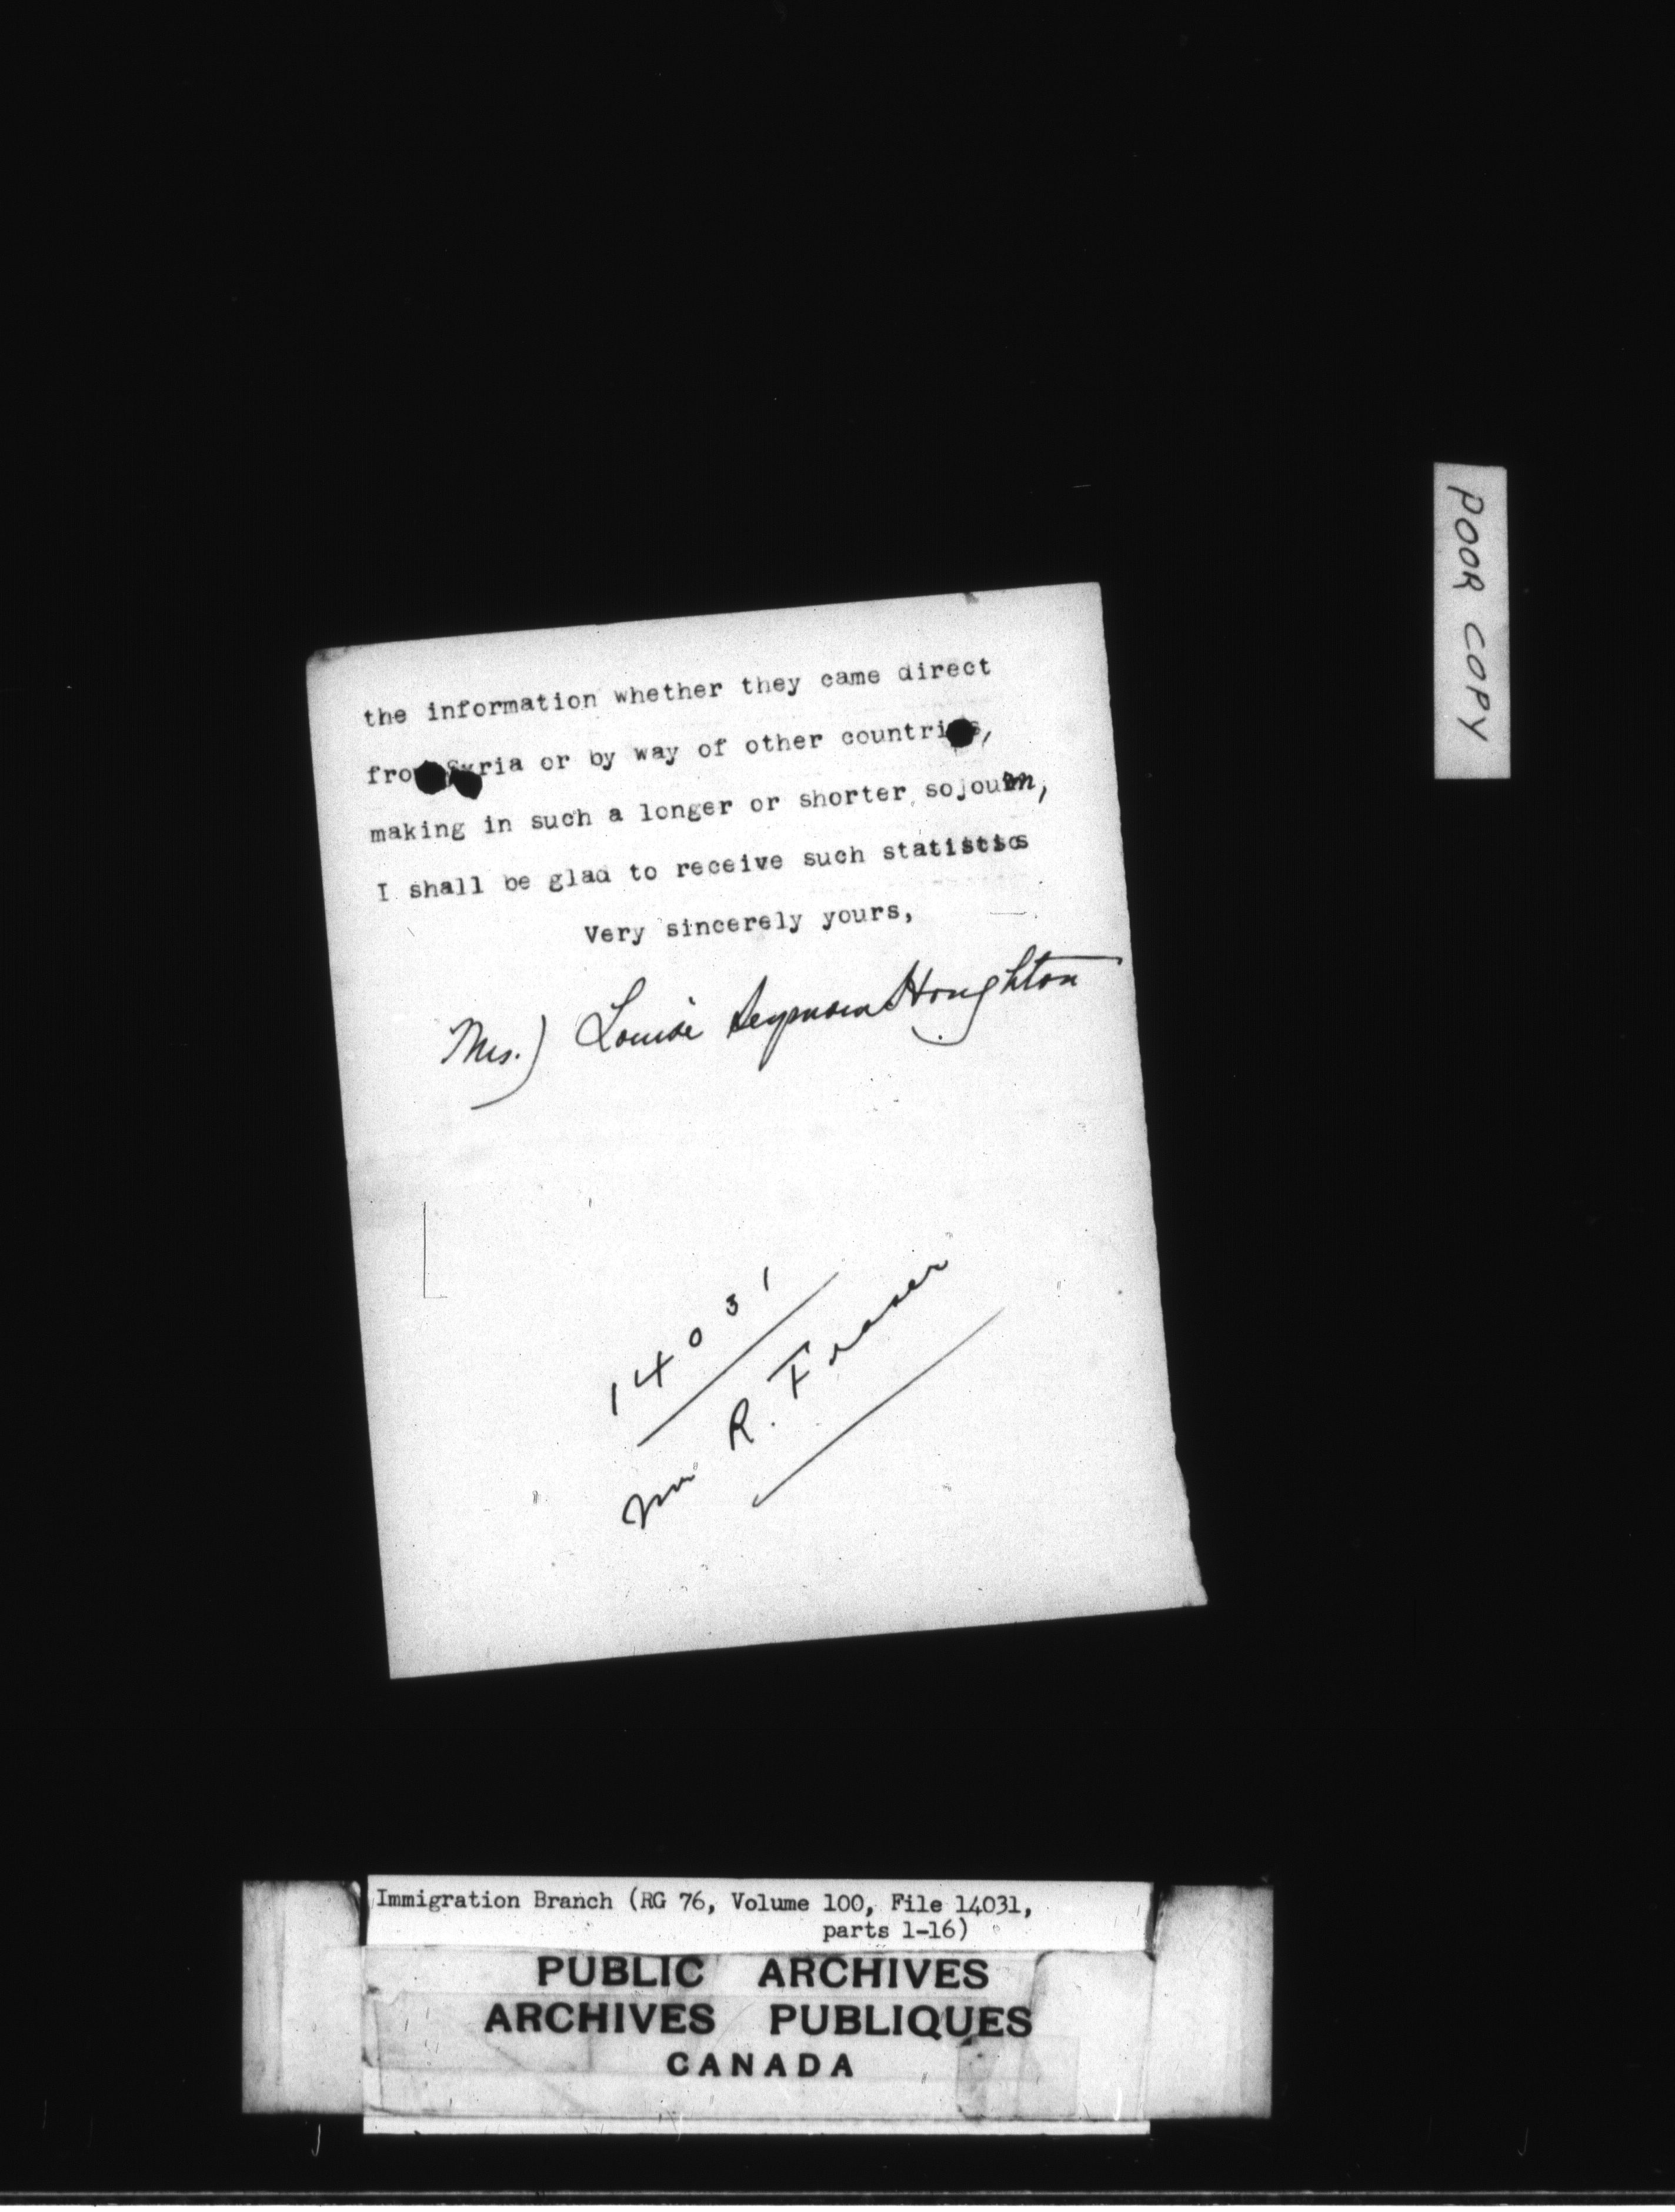 the information whether they came direct
from Syria or by way of other countries,
making in such a longer or shorter sojourn,
I shall be glad to receive such statistics
Very sincerely yours,
Mrs.) Louise Seymour Houghton
14031
Mr R. Fraser
POOR COPY
Immigration Branch (RG 76, Volume 100, File 14031,
parts 1-16)
PUBLIC ARCHIVES
ARCHIVES PUBLIQUES
CANADA